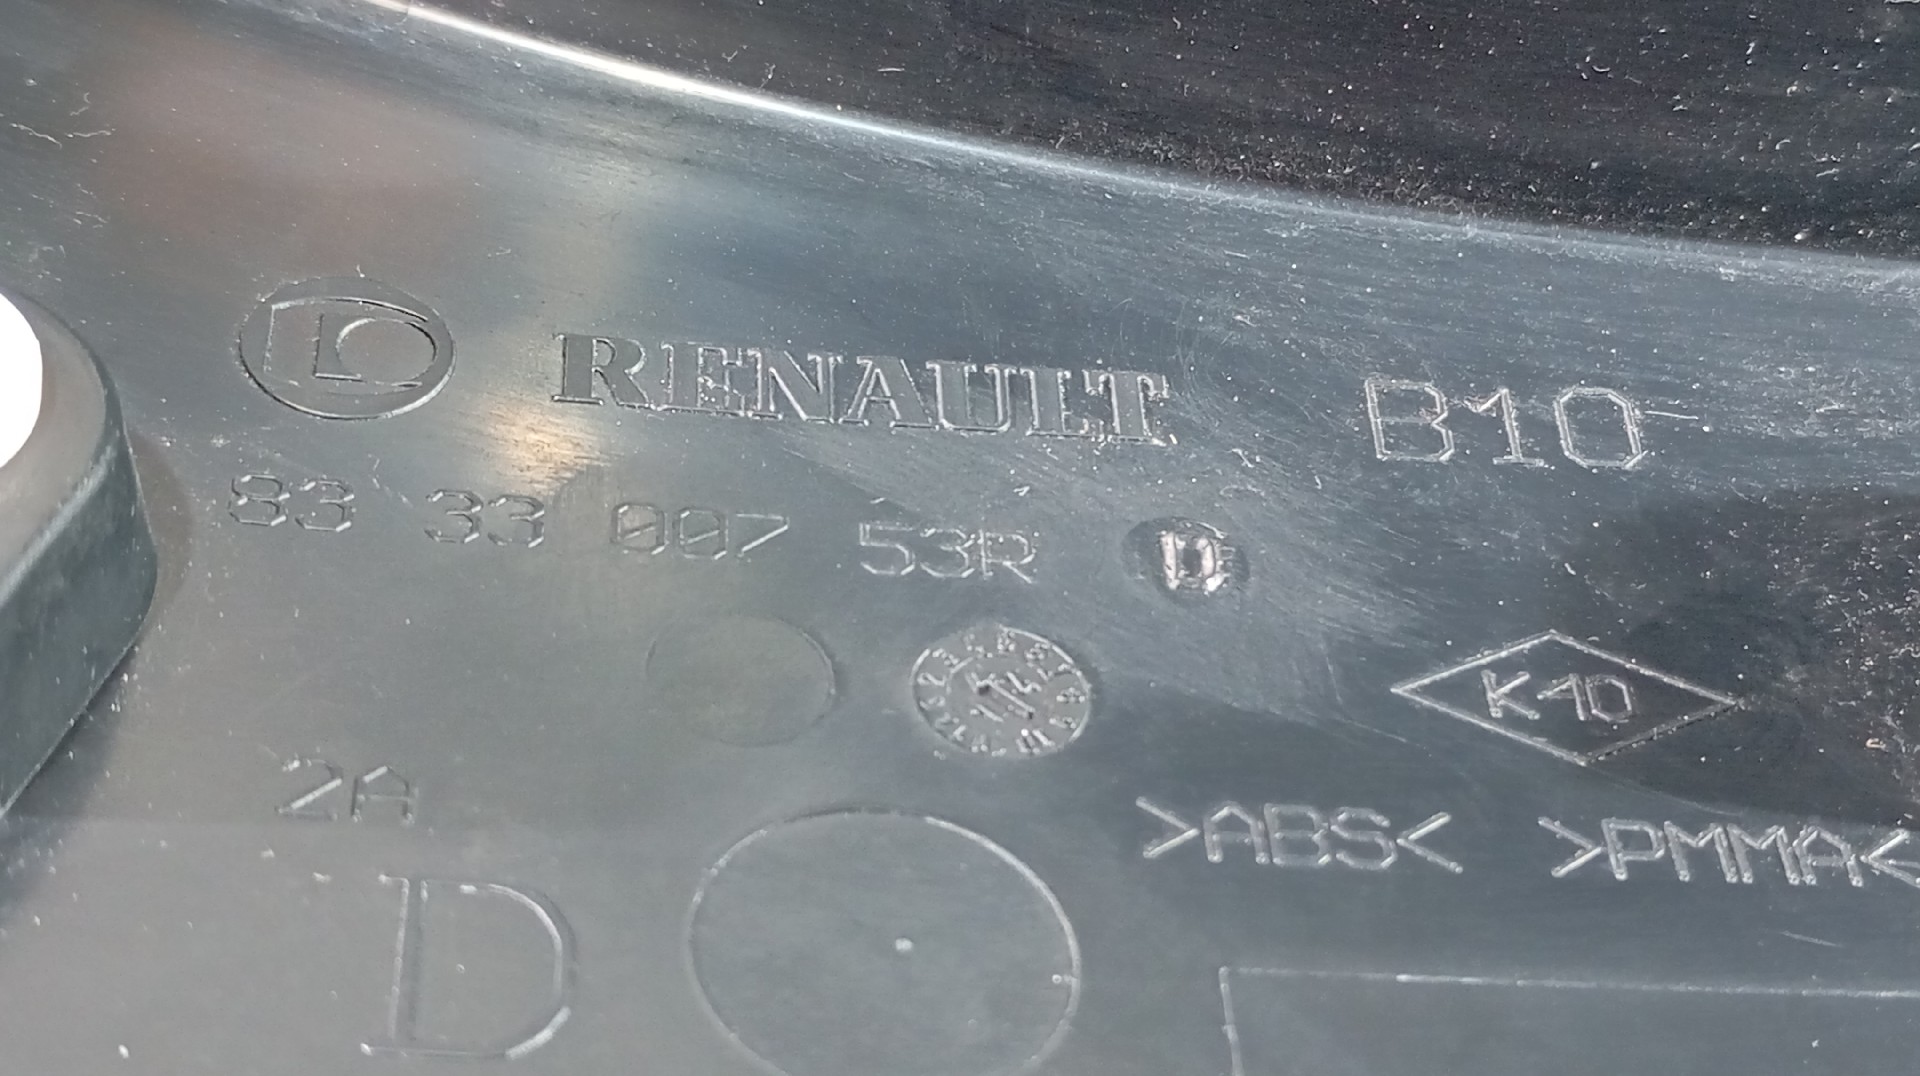 RENAULT B10
83 33 007 53R D
K10
2A
>ABS< >PMMA<
D